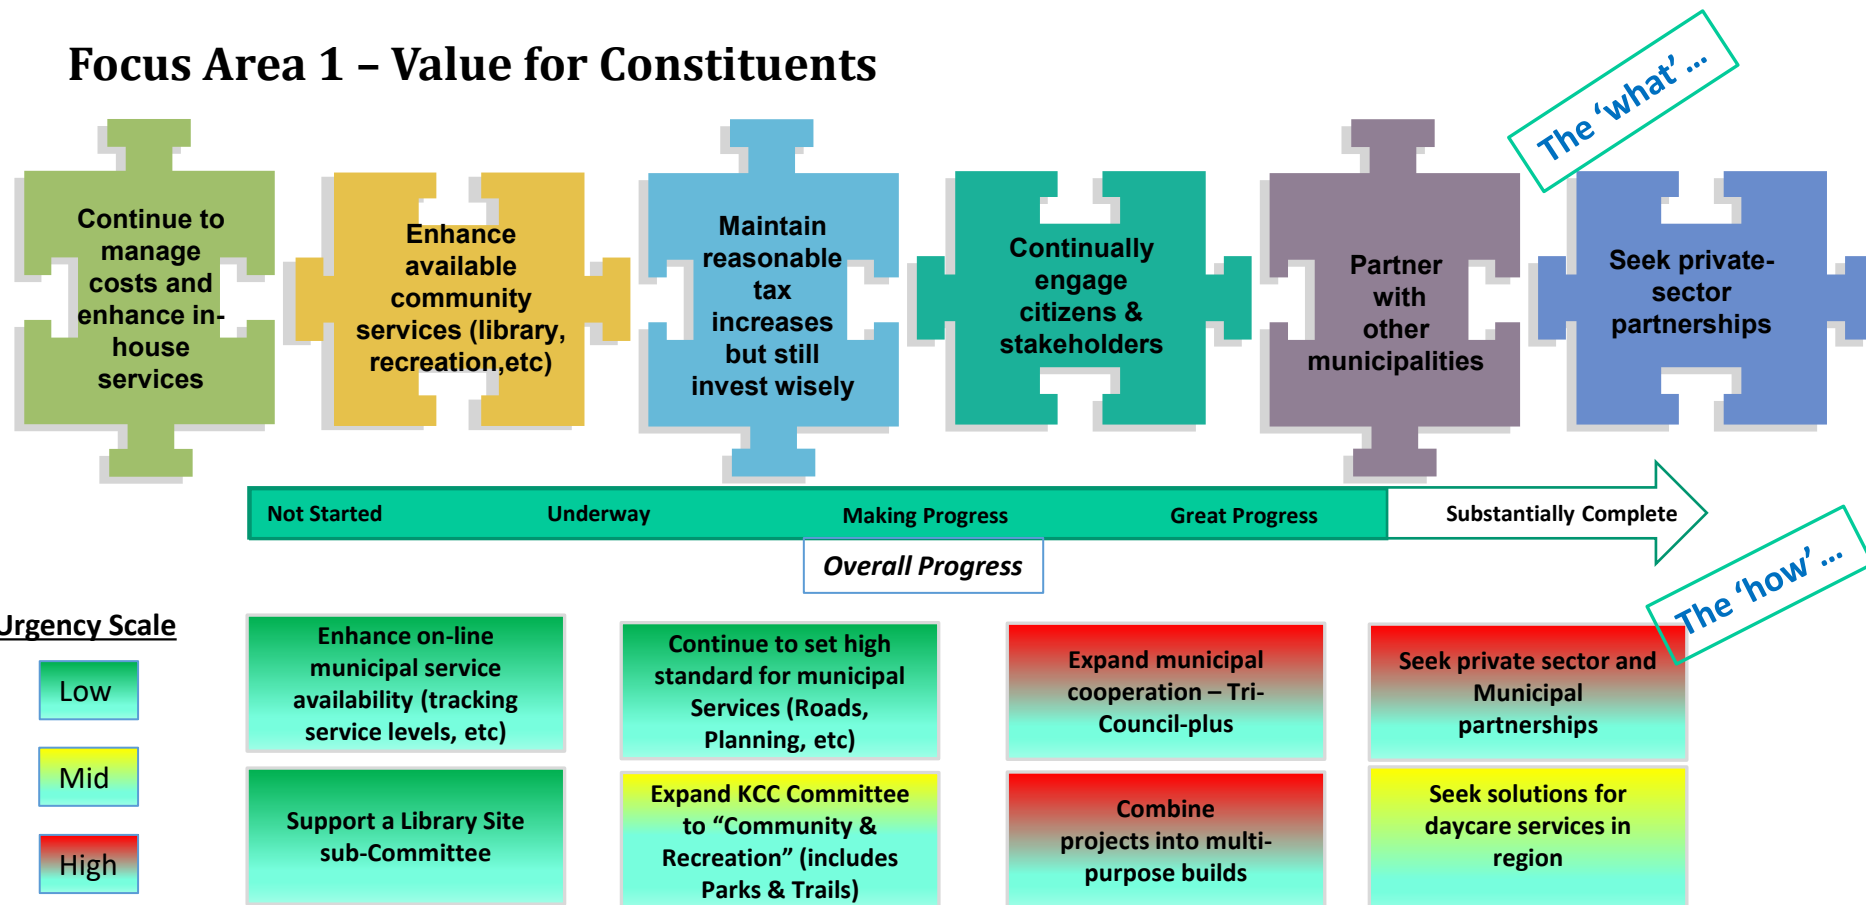 Focus Area 1 – Value for Constituents
The ‘what’...
Continue to
manage
costs and
enhance in-
house
services
Enhance
available
community
services (library,
recreation,etc)
Maintain
reasonable
tax
increases
but still
invest wisely
Continually
engage
citizens &
stakeholders
Partner
with
other
municipalities
Seek private-
sector
partnerships
Not Started
Underway
Making Progress
Great Progress
Substantially Complete
Overall Progress
The ‘how’...
Urgency Scale
Low
Mid
High
Enhance on-line
municipal service
availability (tracking
service levels, etc)
Continue to set high
standard for municipal
Services (Roads,
Planning, etc)
Expand municipal
cooperation – Tri-
Council-plus
Seek private sector and
Municipal
partnerships
Support a Library Site
sub-Committee
Expand KCC Committee
to “Community &
Recreation” (includes
Parks & Trails)
Combine
projects into multi-
purpose builds
Seek solutions for
daycare services in
region